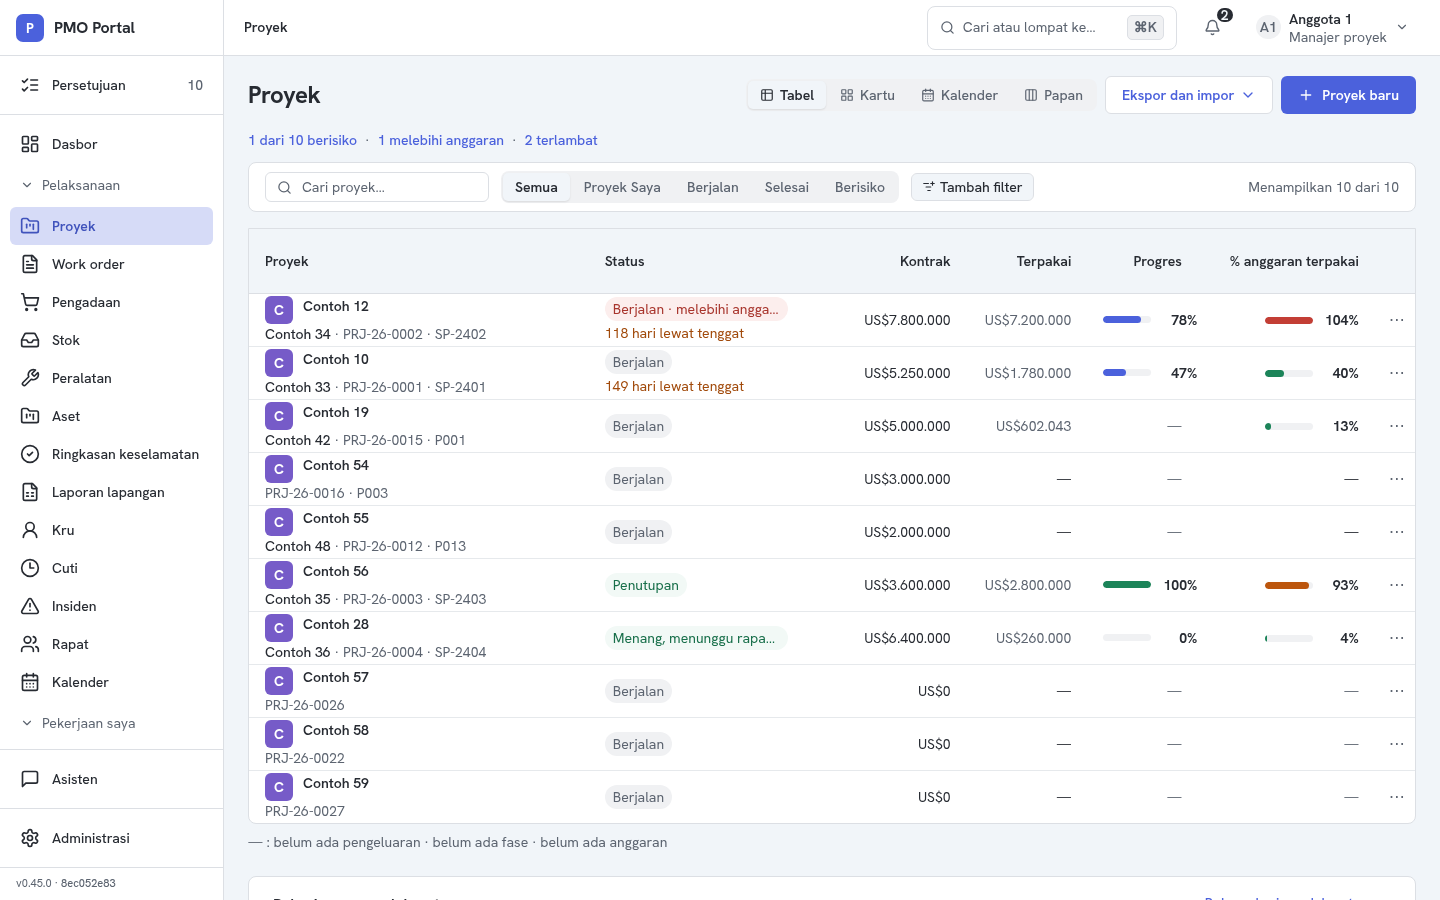 P PMO Portal
Proyek
Cari atau lompat ke... ⌘K
2
A1
Anggota 1
Manajer proyek
Persetujuan 10
Dasbor
Pelaksanaan
Proyek
Work order
Pengadaan
Stok
Peralatan
Aset
Ringkasan keselamatan
Laporan lapangan
Kru
Cuti
Insiden
Rapat
Kalender
Pekerjaan saya
Asisten
Administrasi
v0.45.0 · 8ec052e83
Proyek
Tabel Kartu Kalender Papan
Ekspor dan impor
Proyek baru
1 dari 10 berisiko · 1 melebihi anggaran · 2 terlambat
Cari proyek...
Semua Proyek Saya Berjalan Selesai Berisiko
Tambah filter
Menampilkan 10 dari 10
Proyek Status Kontrak Terpakai Progres % anggaran terpakai
C Contoh 12
Contoh 34 · PRJ-26-0002 · SP-2402
Berjalan · melebihi angga...
118 hari lewat tenggat
US$7.800.000 US$7.200.000 78% 104% ...
C Contoh 10
Contoh 33 · PRJ-26-0001 · SP-2401
Berjalan
149 hari lewat tenggat
US$5.250.000 US$1.780.000 47% 40% ...
C Contoh 19
Contoh 42 · PRJ-26-0015 · P001
Berjalan US$5.000.000 US$602.043 — 13% ...
C Contoh 54
PRJ-26-0016 · P003
Berjalan US$3.000.000 — — — ...
C Contoh 55
Contoh 48 · PRJ-26-0012 · P013
Berjalan US$2.000.000 — — — ...
C Contoh 56
Contoh 35 · PRJ-26-0003 · SP-2403
Penutupan US$3.600.000 US$2.800.000 100% 93% ...
C Contoh 28
Contoh 36 · PRJ-26-0004 · SP-2404
Menang, menunggu rapa... US$6.400.000 US$260.000 0% 4% ...
C Contoh 57
PRJ-26-0026
Berjalan US$0 — — — ...
C Contoh 58
PRJ-26-0022
Berjalan US$0 — — — ...
C Contoh 59
PRJ-26-0027
Berjalan US$0 — — — ...
— : belum ada pengeluaran · belum ada fase · belum ada anggaran